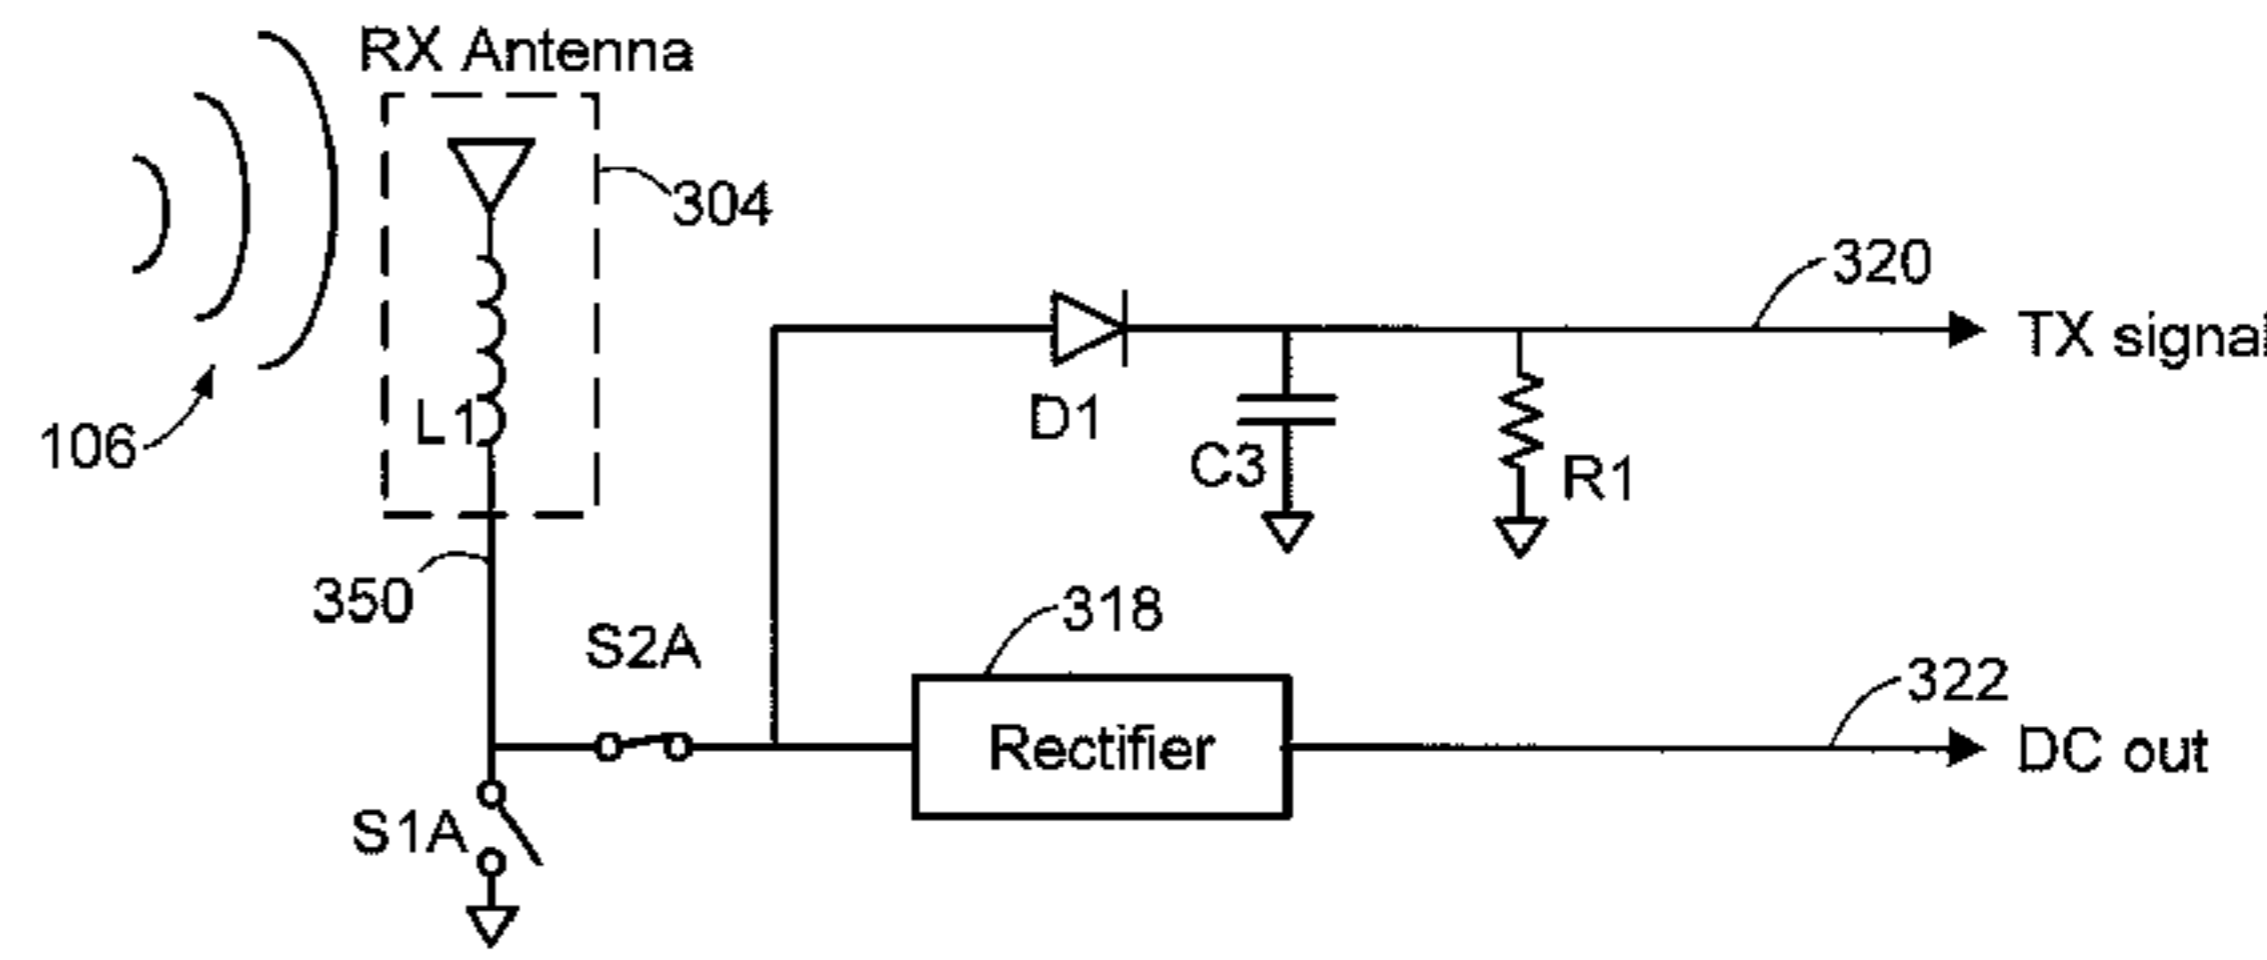 RX Antenna
304
320
TX signal
L1
D1
106
C3
R1
350
318
S2A
322
Rectifier
DC out
S1A